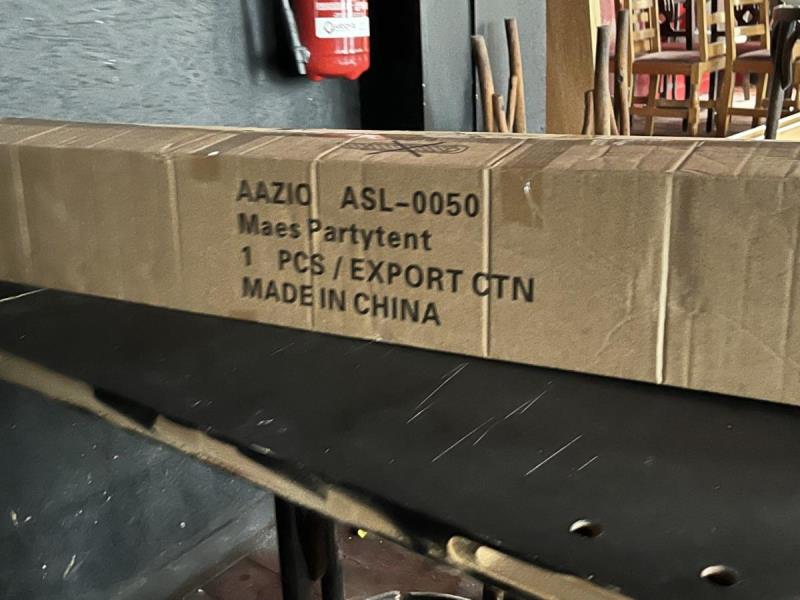 AAZIO ASL-0050
Maes Partytent
1 PCS / EXPORT CTN
MADE IN CHINA